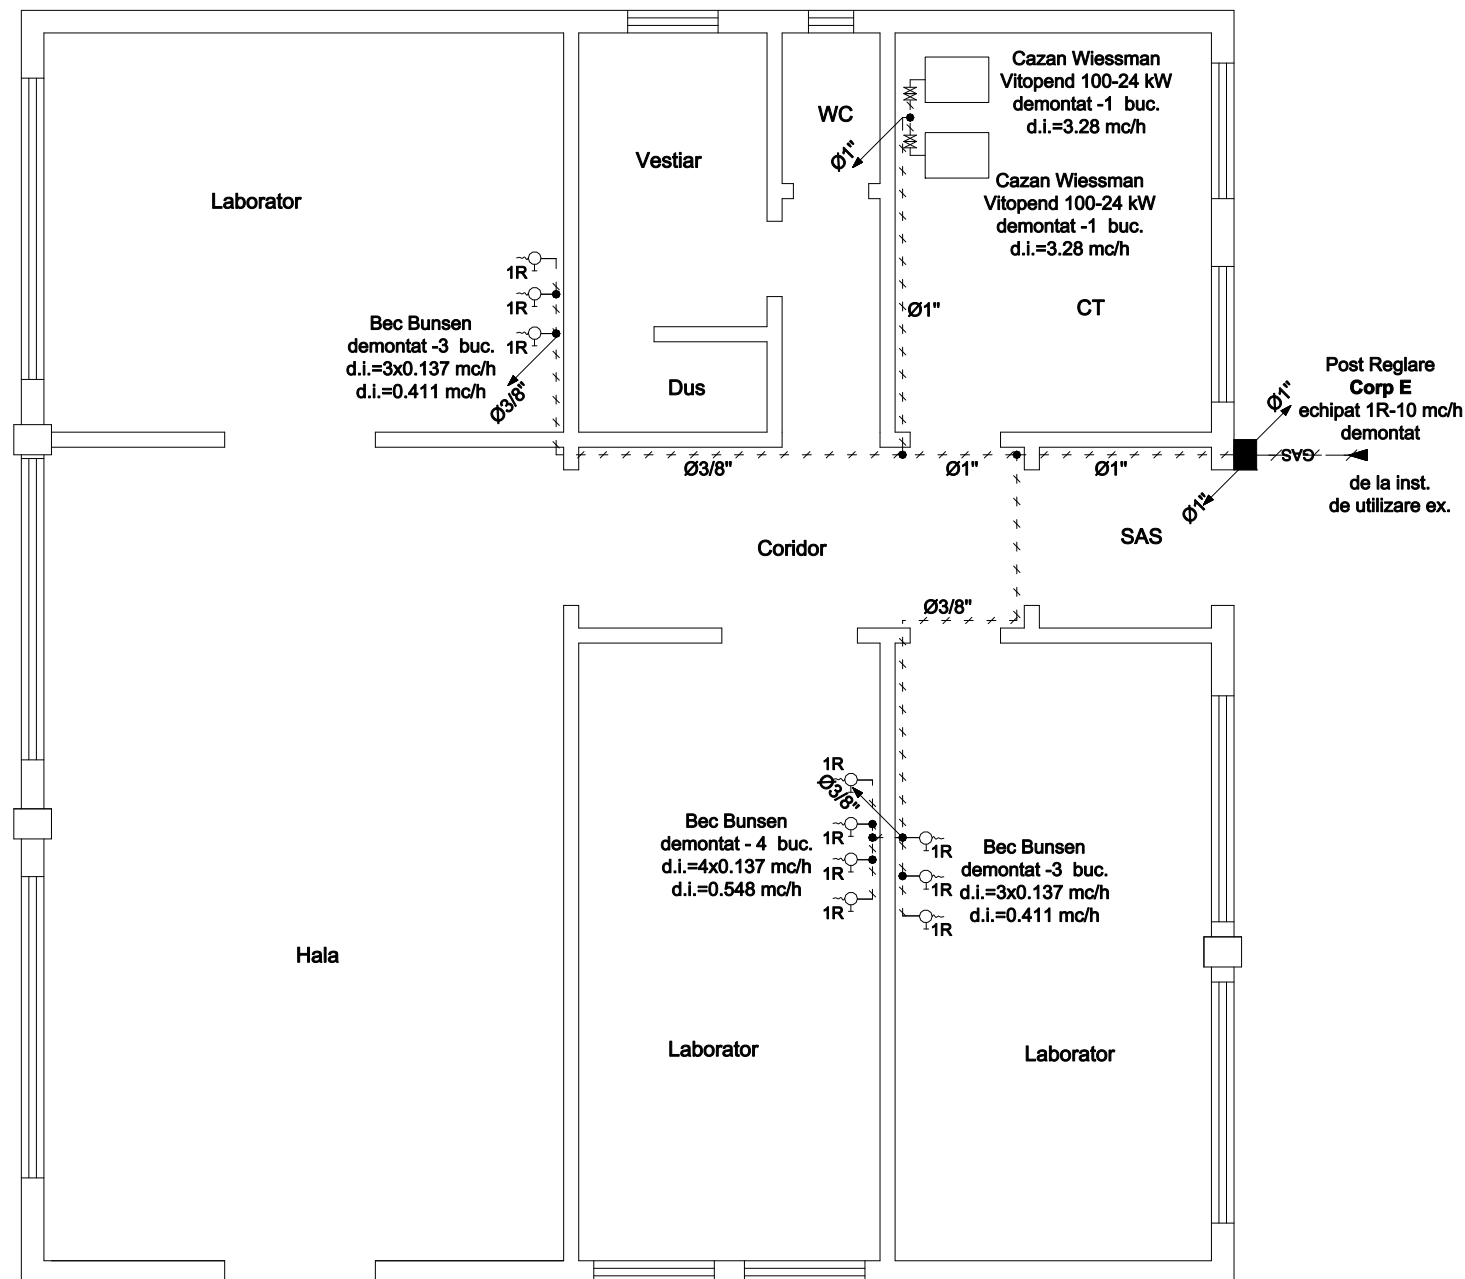 Cazan Wiessman
Vitopend 100-24 kW
demontat -1 buc.
d.i.=3.28 mc/h
WC
Ø1"
Vestiar
Cazan Wiessman
Vitopend 100-24 kW
demontat -1 buc.
d.i.=3.28 mc/h
Laborator
1R
1R
1R
Ø1"
CT
Bec Bunsen
demontat -3 buc.
d.i.=3x0.137 mc/h
d.i.=0.411 mc/h
Ø3/8"
Dus
Post Reglare
Corp E
echipat 1R-10 mc/h
demontat
Ø1"
Ø3/8"
Ø1"
Ø1"
GAS
de la inst.
de utilizare ex.
Ø1"
Coridor
SAS
Ø3/8"
1R
Ø3/8"
Bec Bunsen
demontat - 4 buc.
d.i.=4x0.137 mc/h
d.i.=0.548 mc/h
1R
1R
1R
1R
1R
1R
Bec Bunsen
demontat -3 buc.
d.i.=3x0.137 mc/h
d.i.=0.411 mc/h
Hala
Laborator
Laborator